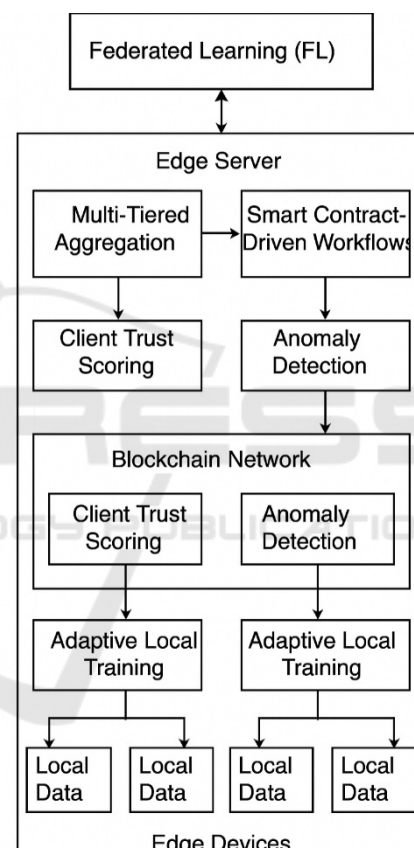 Federated Learning (FL)
Edge Server
Multi-Tiered
Aggregation
Smart Contract-
Driven Workflows
Client Trust
Scoring
Anomaly
Detection
Blockchain Network
Client Trust
Scoring
Anomaly
Detection
Adaptive Local
Training
Adaptive Local
Training
Local
Data
Local
Data
Local
Data
Local
Data
Edge Devices